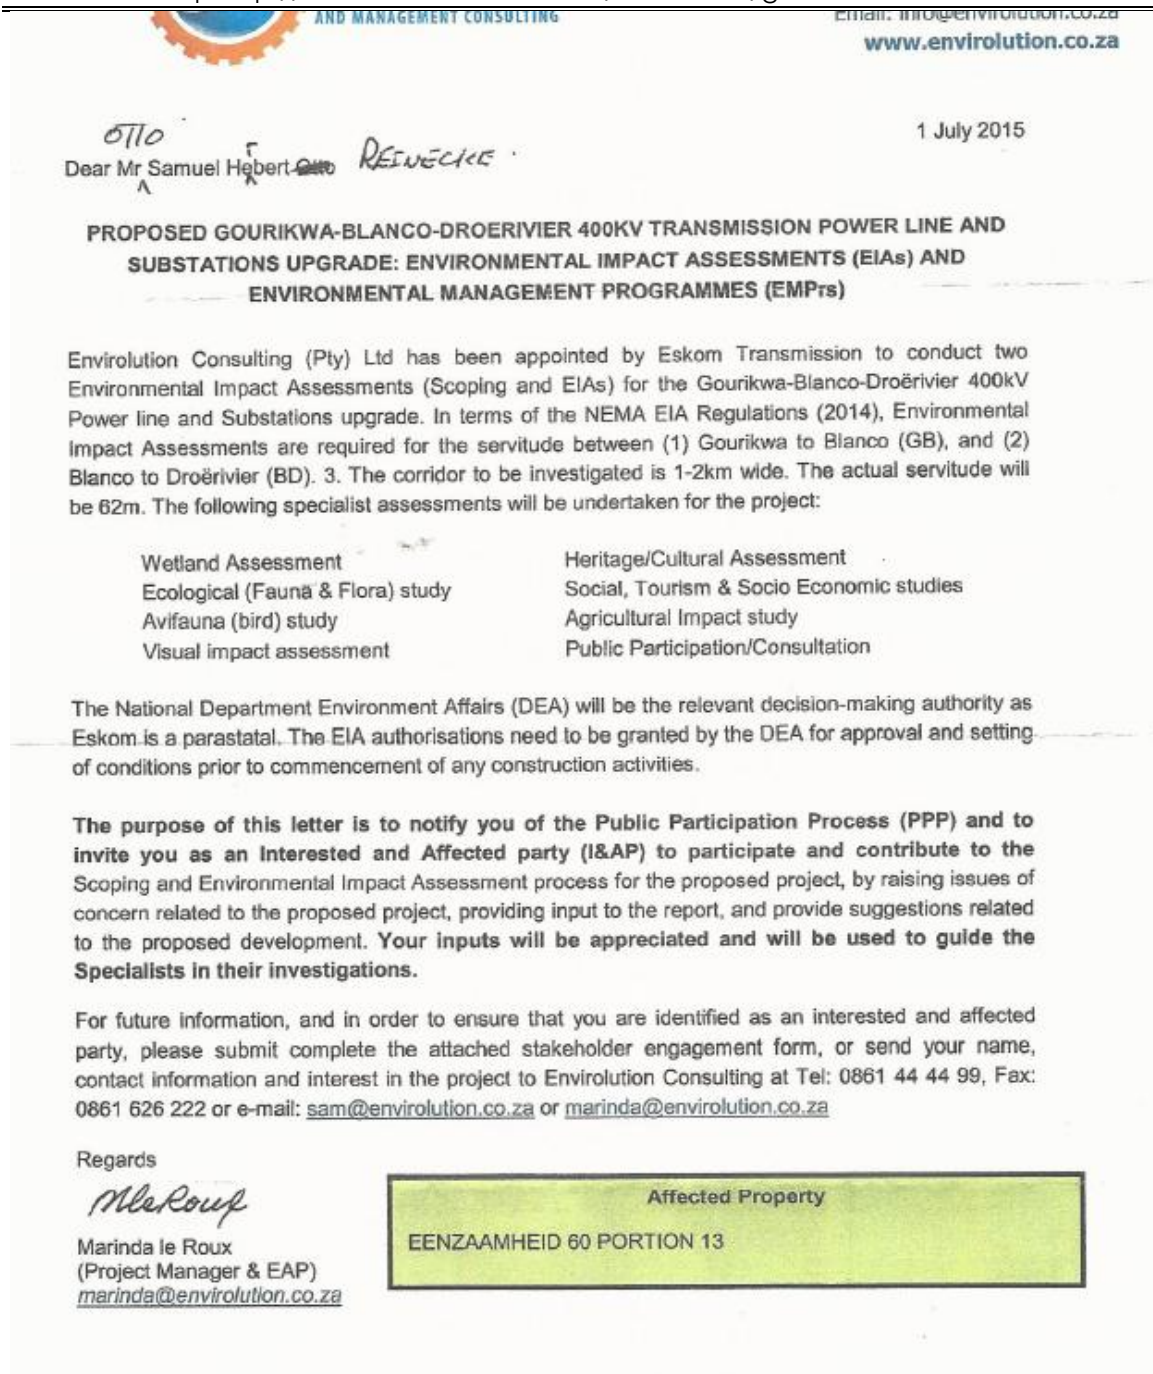 AND MANAGEMENT CONSULTING
Email: info@envirolution.co.za
www.envirolution.co.za
1 July 2015
OTTO
Dear Mr Samuel Hebert Otto REINECKE.
r
PROPOSED GOURIKWA-BLANCO-DROERIVIER 400KV TRANSMISSION POWER LINE AND
SUBSTATIONS UPGRADE: ENVIRONMENTAL IMPACT ASSESSMENTS (EIAs) AND
ENVIRONMENTAL MANAGEMENT PROGRAMMES (EMPrs)
Envirolution Consulting (Pty) Ltd has been appointed by Eskom Transmission to conduct two
Environmental Impact Assessments (Scoping and EIAs) for the Gourikwa-Blanco-Droërivier 400kV
Power line and Substations upgrade. In terms of the NEMA EIA Regulations (2014), Environmental
Impact Assessments are required for the servitude between (1) Gourikwa to Blanco (GB), and (2)
Blanco to Droërivier (BD). 3. The corridor to be investigated is 1-2km wide. The actual servitude will
be 62m. The following specialist assessments will be undertaken for the project:
Wetland Assessment
Ecological (Fauna & Flora) study
Avifauna (bird) study
Visual impact assessment
Heritage/Cultural Assessment
Social, Tourism & Socio Economic studies
Agricultural Impact study
Public Participation/Consultation
The National Department Environment Affairs (DEA) will be the relevant decision-making authority as
Eskom is a parastatal. The EIA authorisations need to be granted by the DEA for approval and setting
of conditions prior to commencement of any construction activities.
The purpose of this letter is to notify you of the Public Participation Process (PPP) and to
invite you as an Interested and Affected party (I&AP) to participate and contribute to the
Scoping and Environmental Impact Assessment process for the proposed project, by raising issues of
concern related to the proposed project, providing input to the report, and provide suggestions related
to the proposed development. Your inputs will be appreciated and will be used to guide the
Specialists in their investigations.
For future information, and in order to ensure that you are identified as an interested and affected
party, please submit complete the attached stakeholder engagement form, or send your name,
contact information and interest in the project to Envirolution Consulting at Tel: 0861 44 44 99, Fax:
0861 626 222 or e-mail: sam@envirolution.co.za or marinda@envirolution.co.za
Regards
MleRoux
Marinda le Roux
(Project Manager & EAP)
marinda@envirolution.co.za
Affected Property
EENZAAMHEID 60 PORTION 13